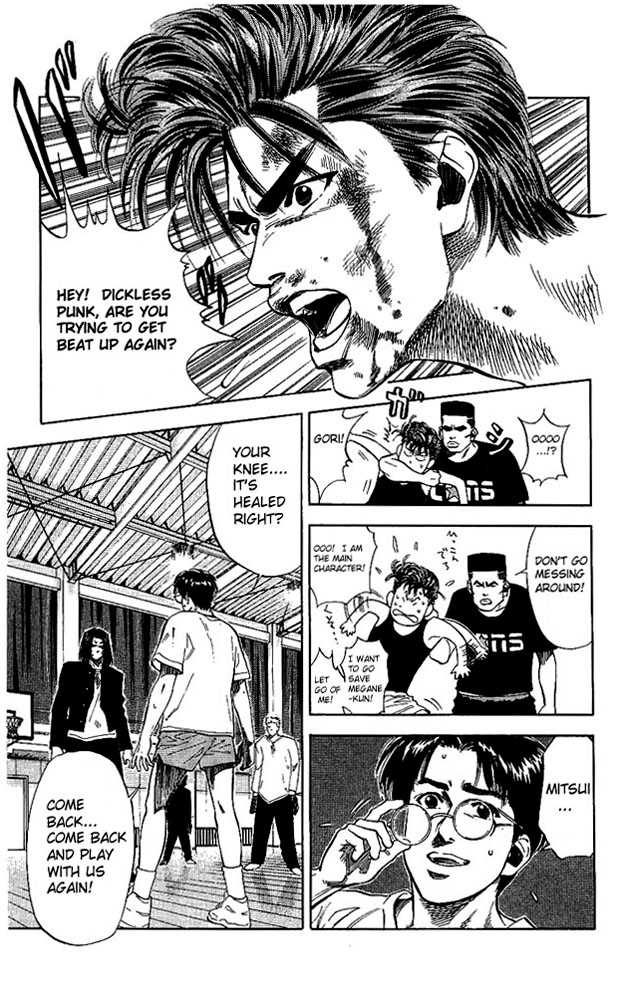 HEY! DICKLESS
PUNK, ARE YOU
TRYING TO GET
BEAT UP AGAIN?
OOOO
....!?
GORI!
ガ
DON'T GO
MESSING
AROUND!
OOO! I AM
THE MAIN
CHARACTER!
I WANT
TO GO
SAVE
MEGANE
-KUN!
LET
GO OF
ME!
MITSUI
...
YOUR
KNEE....
IT'S
HEALED
RIGHT?
COME
BACK...
COME BACK
AND PLAY
WITH US
AGAIN!